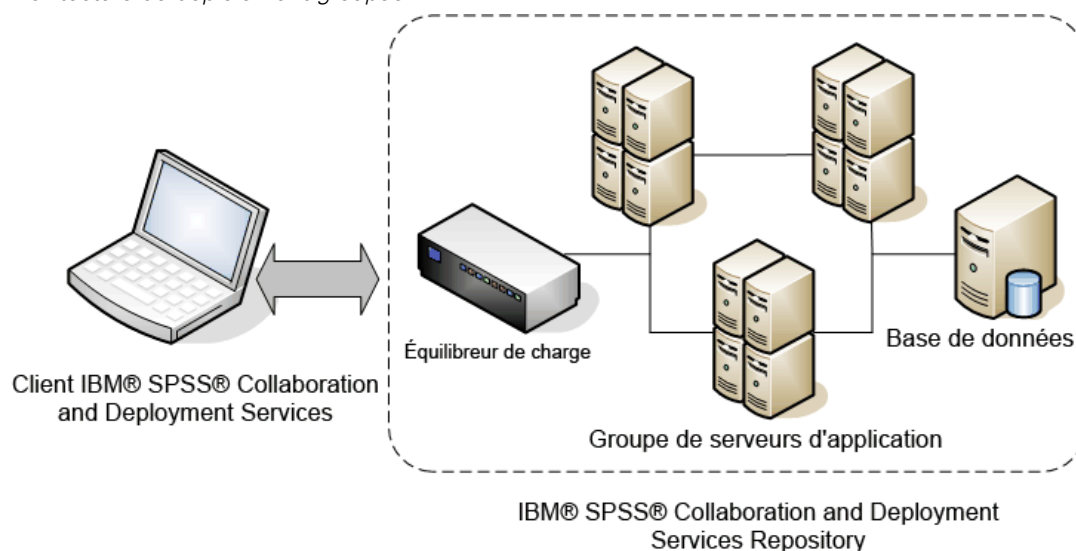 Équilibreur de charge
Base de données
Client IBM® SPSS® Collaboration
and Deployment Services
Groupe de serveurs d'application
IBM® SPSS® Collaboration and Deployment
Services Repository